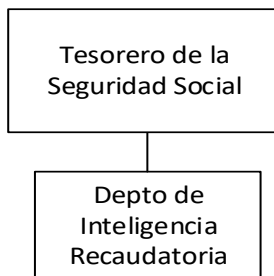 Tesorero de la
Seguridad Social
Depto de
Inteligencia
Recaudatoria